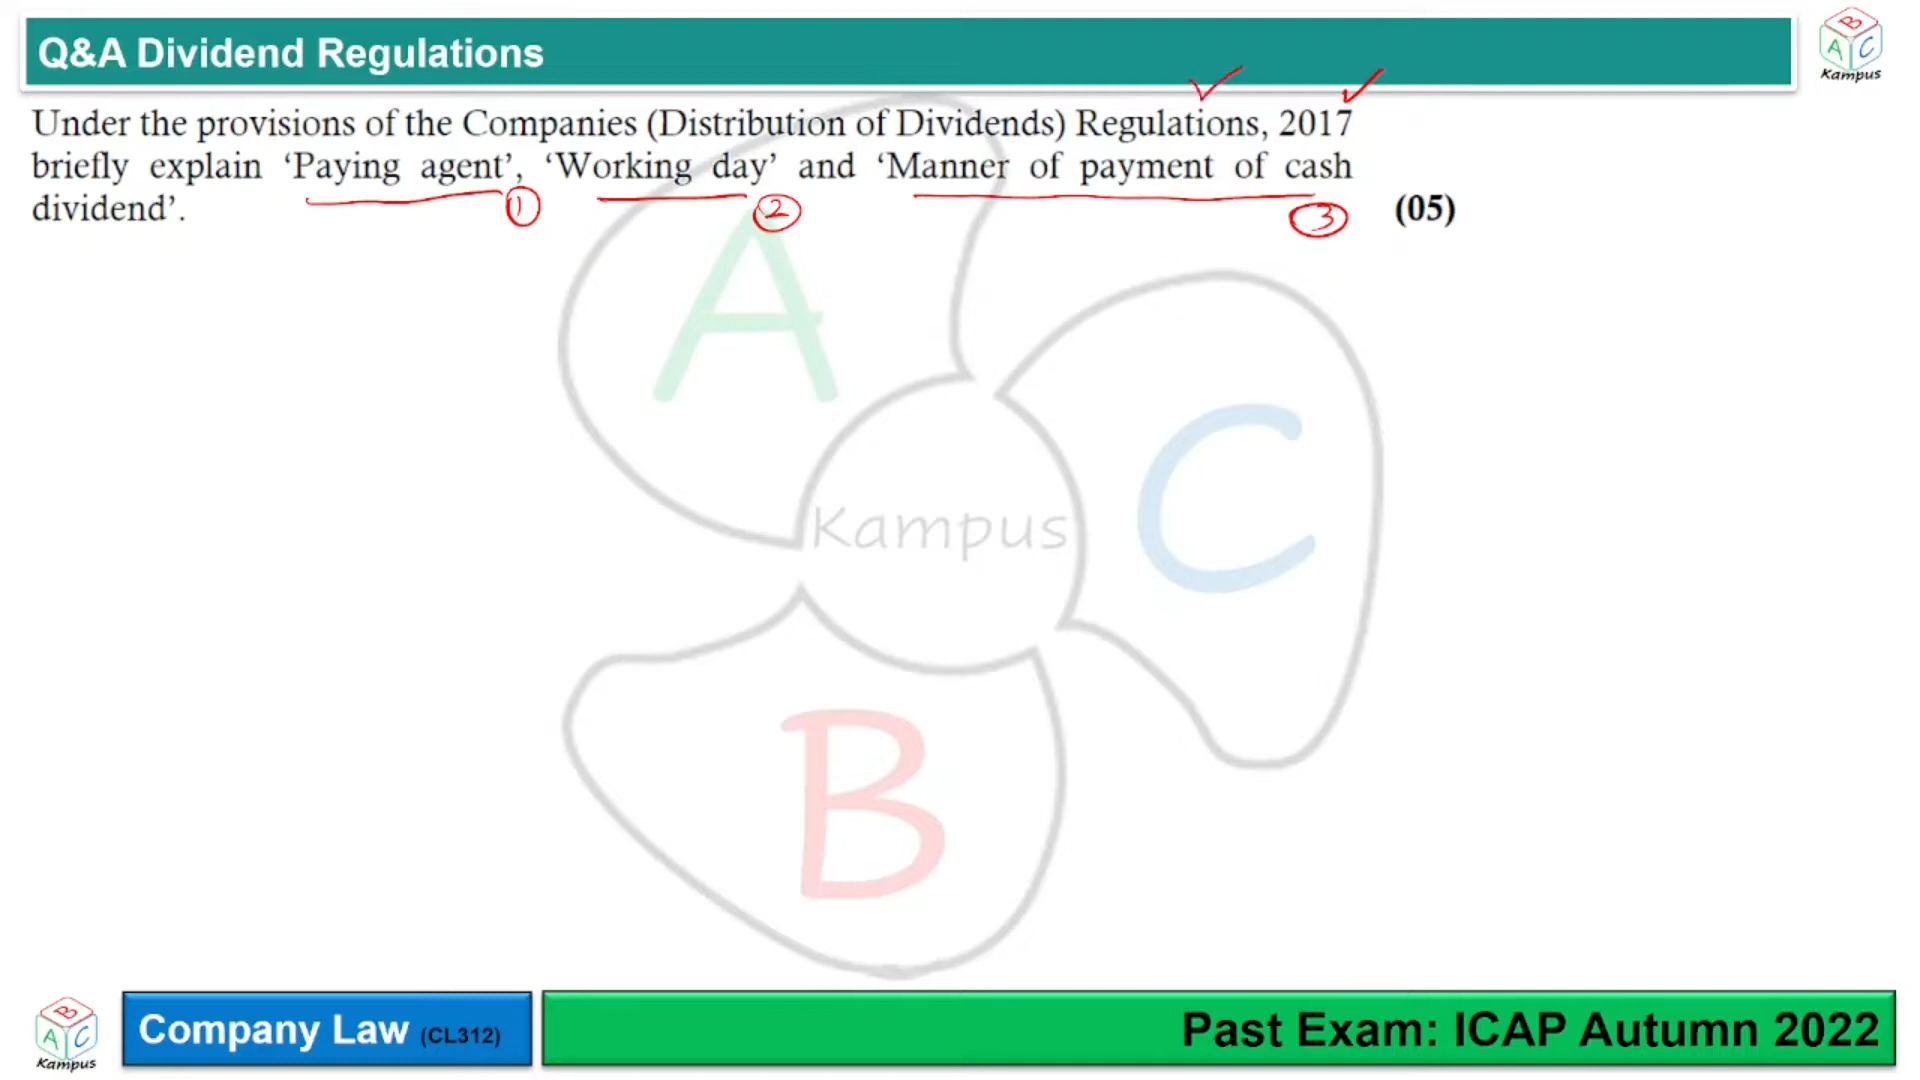 Q&A Dividend Regulations
B
A C
Kampus
Under the provisions of the Companies (Distribution of Dividends) Regulations, 2017
briefly explain ‘Paying agent’, ‘Working day’ and ‘Manner of payment of cash
dividend’.
(05)
1
2
3
A
C
Kampus
B
B
A C
Kampus
Company Law (CL312)
Past Exam: ICAP Autumn 2022